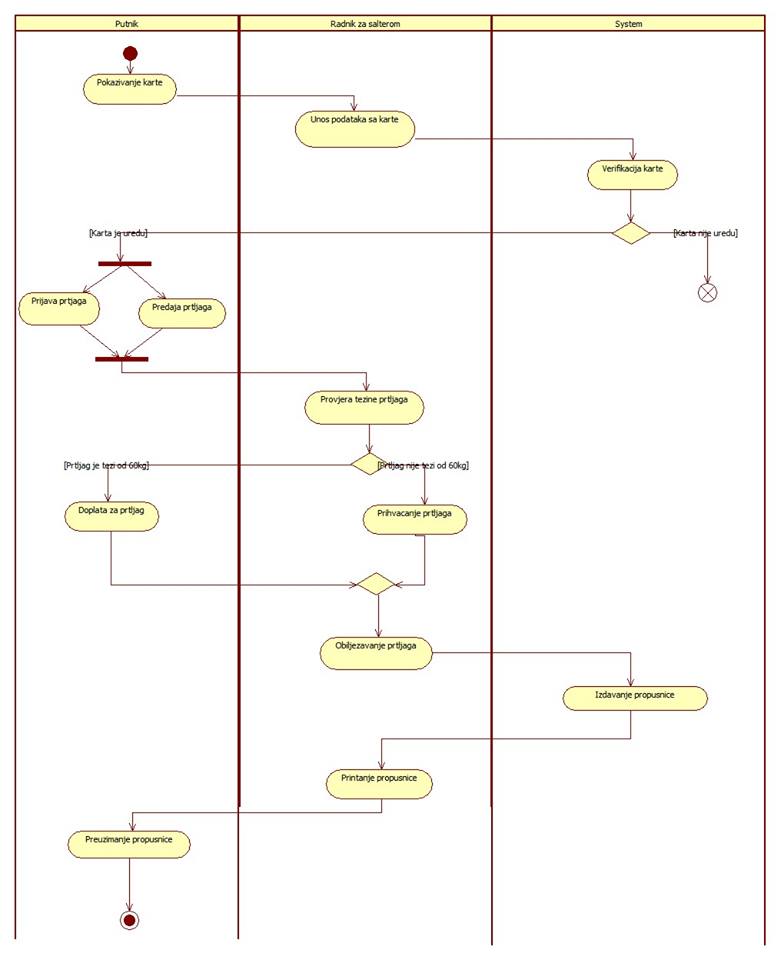 Putnik
Radnik za salterom
System
Pokazivanje karte
Unos podataka sa karte
Verifikacija karte
[Karta je uredu]
[Karta nije uredu]
Prijava prtjaga
Predaja prtljaga
Provjera tezine prtljaga
[Prtljag je tezi od 60kg]
[Prtljag nije tezi od 60kg]
Doplata za prtljag
Prihvacanje prtljaga
Obiljezavanje prtljaga
Izdavanje propusnice
Printanje propusnice
Preuzimanje propusnice